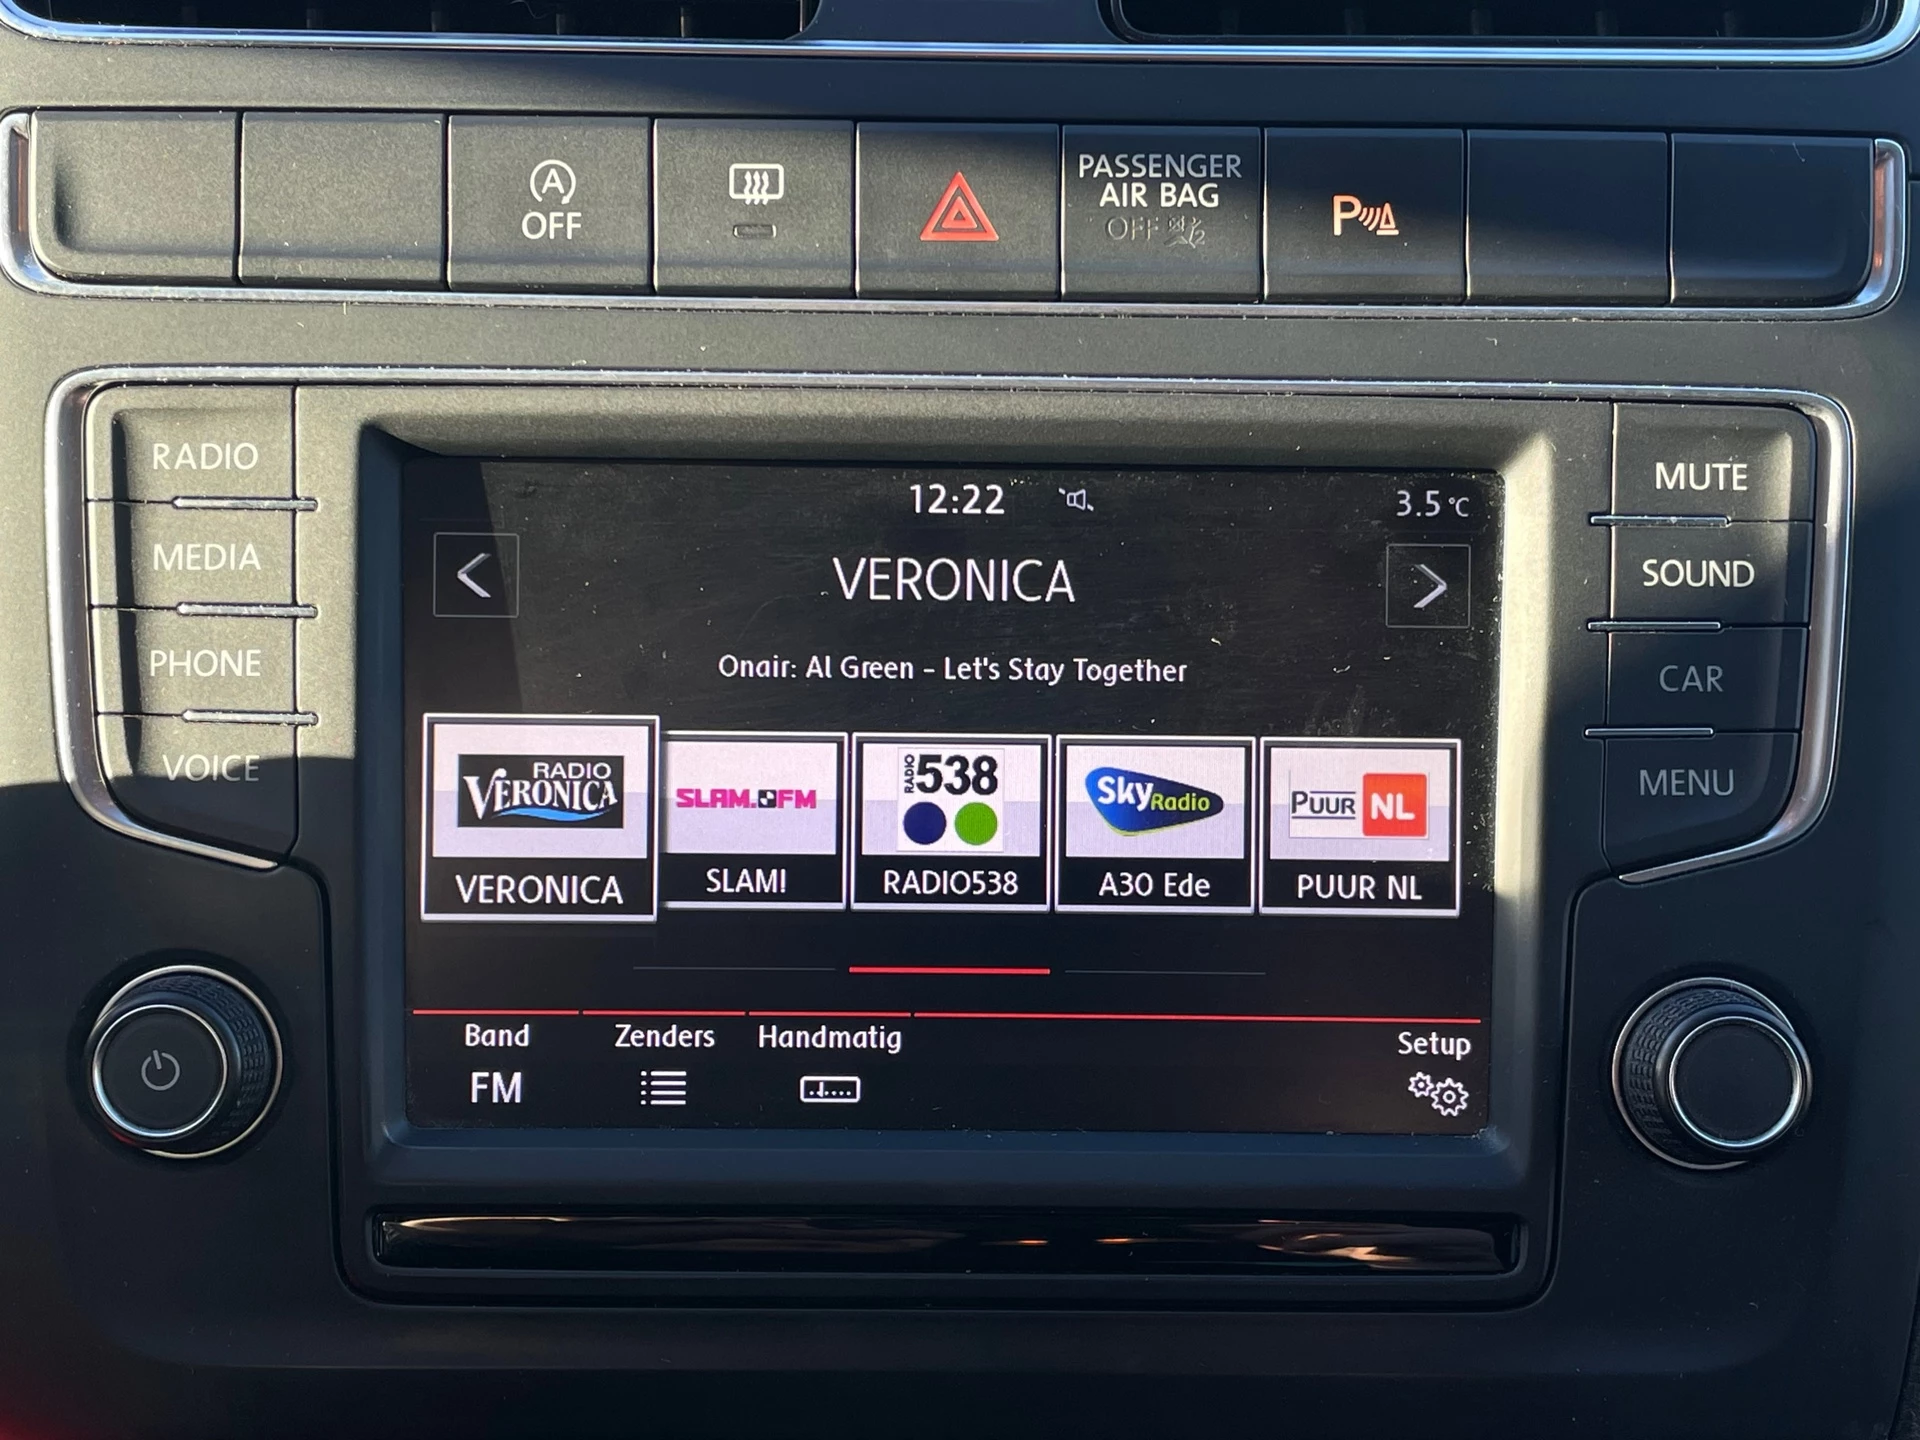 A
OFF
PASSENGER
AIR BAG
OFF
P
RADIO
MEDIA
PHONE
VOICE
MUTE
SOUND
CAR
MENU
12:22
3.5 °C
VERONICA
Onair: Al Green - Let's Stay Together
RADIO
VERONICA
VERONICA
SLAM.FM
SLAM!
RADIO
538
RADIO538
Sky Radio
A30 Ede
PUUR NL
PUUR NL
Band
FM
Zenders
Handmatig
Setup